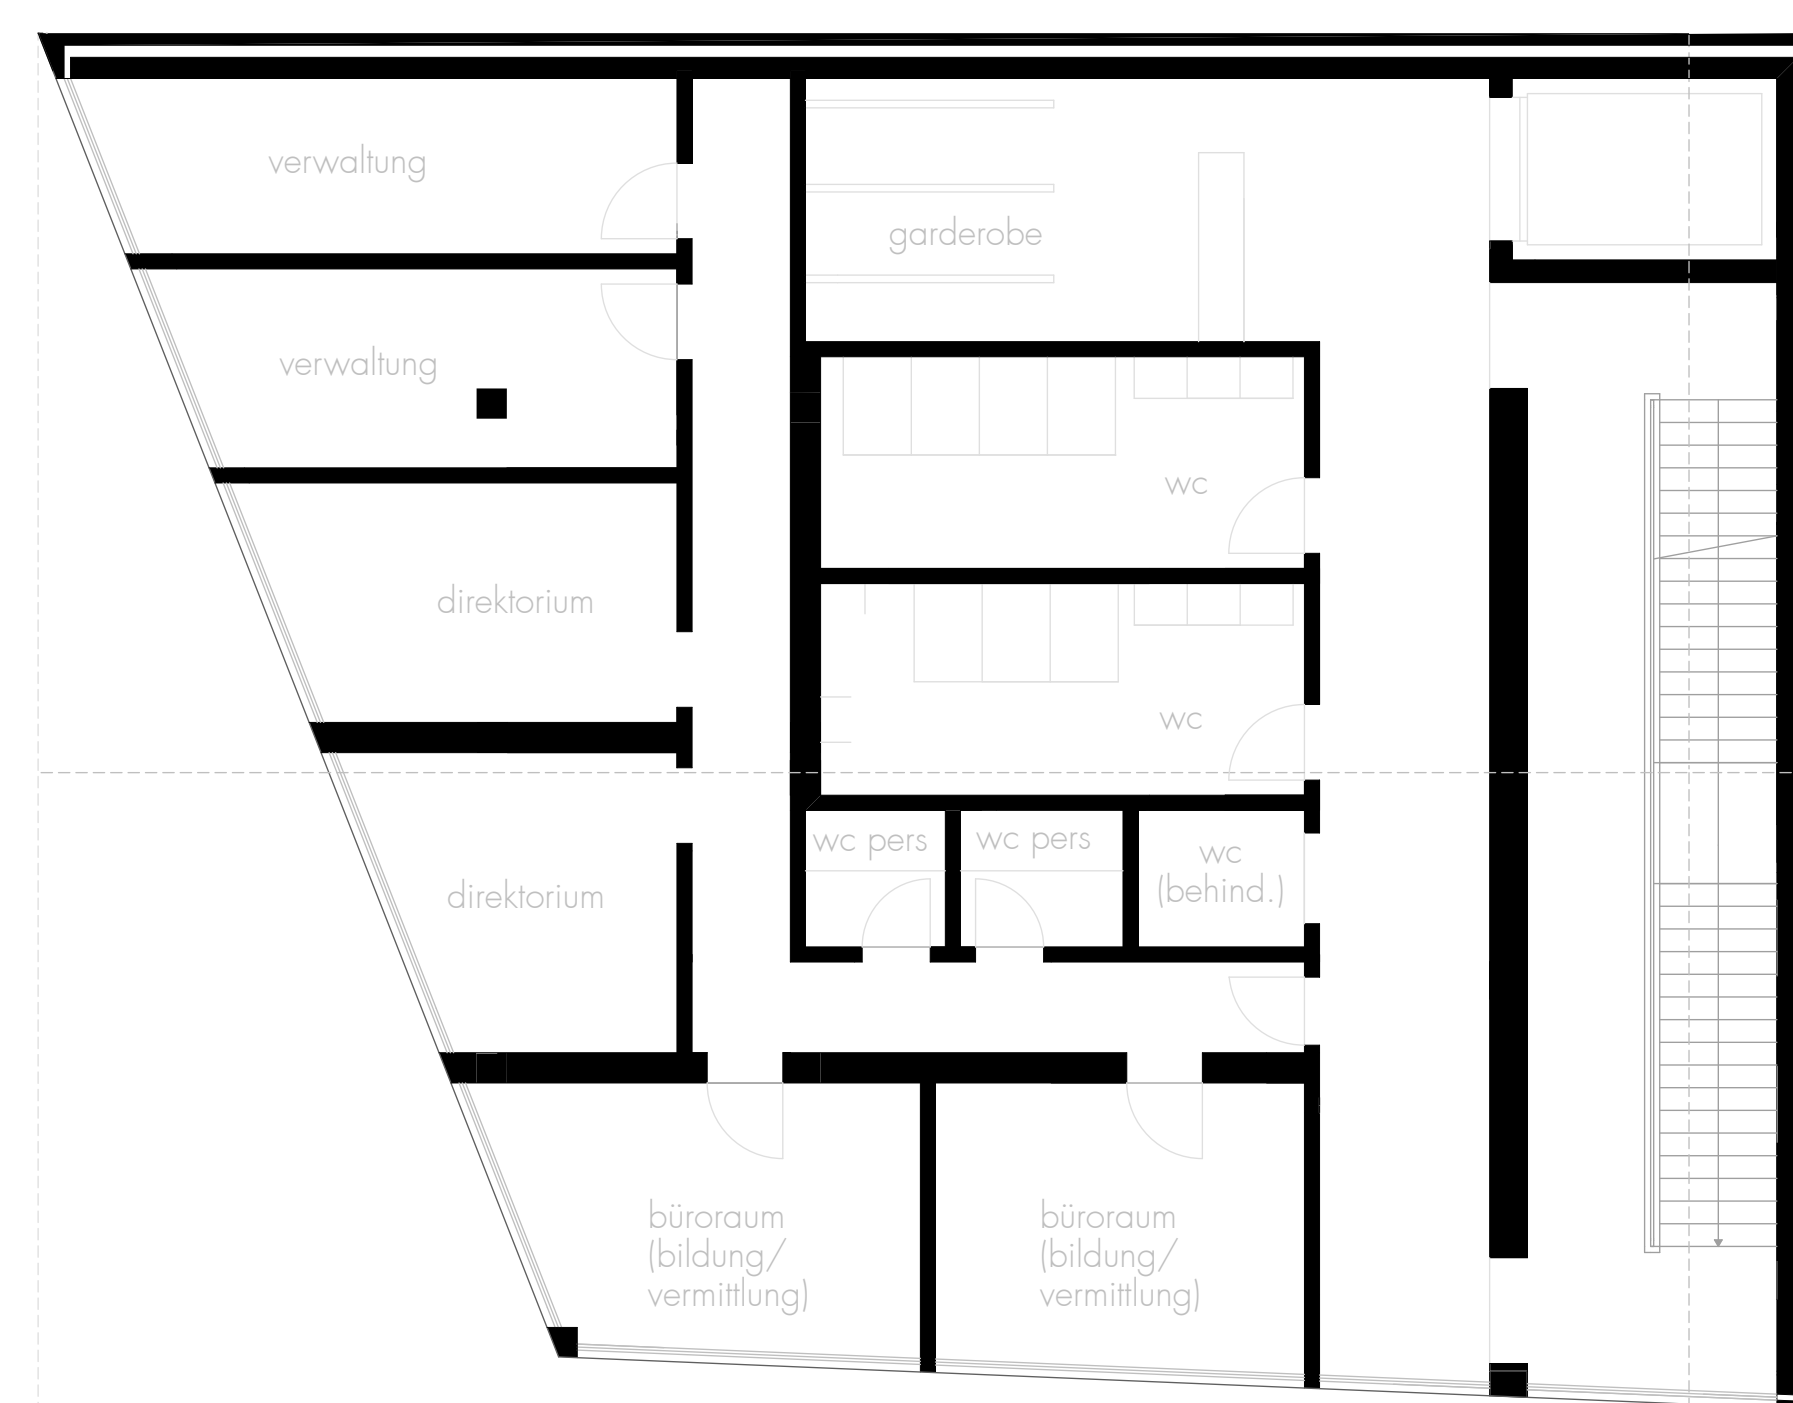 verwaltung
garderobe
verwaltung
wc
direktorium
wc
wc pers
wc pers
wc
(behind.)
direktorium
büroraum
(bildung/
vermittlung)
büroraum
(bildung/
vermittlung)